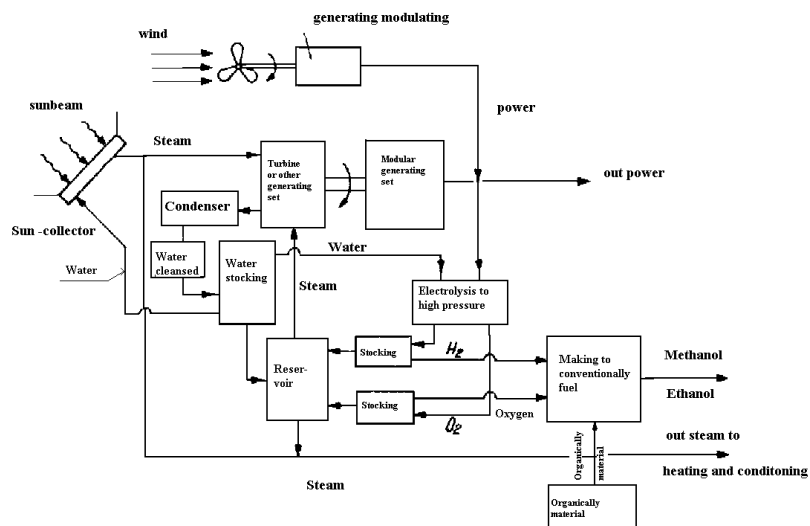 generating modulating
wind
power
sunbeam
Steam
Turbine
or other
generating
set
Modular
generating
set
out power
Condenser
Sun -collector
Water
cleansed
Water
stocking
Water
Water
Steam
Electrolysis to
high pressure
Stocking
H2
Reser-
voir
Making to
conventionally
fuel
Methanol
Ethanol
Stocking
O2
Oxygen
Organically
material
out steam to
heating and conditoning
Steam
Organically
material